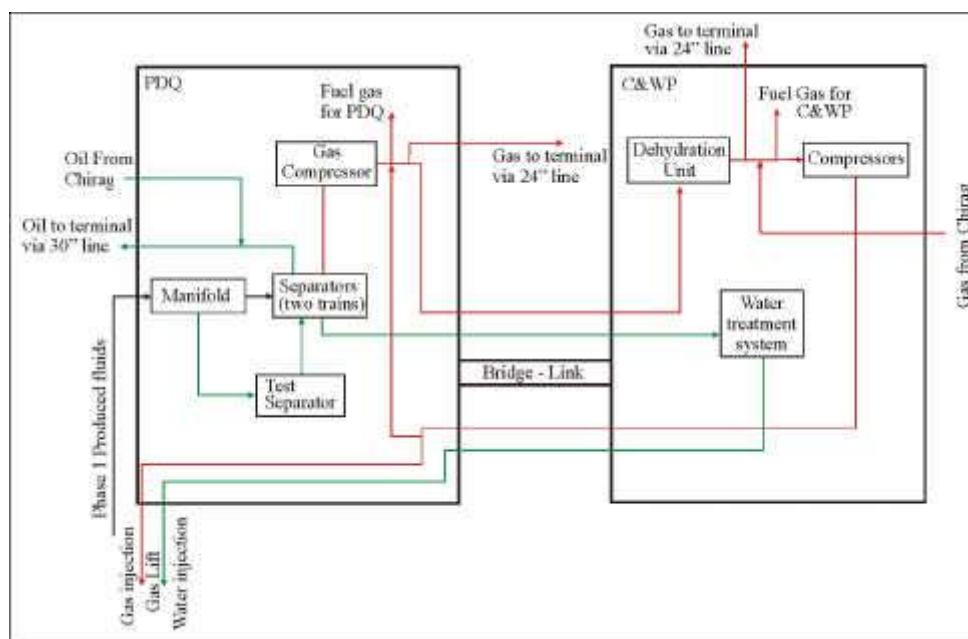 Gas to terminal
via 24” line
PDQ
Fuel gas
for PDQ
C&WP
Fuel Gas for
C&WP
Oil From
Chirag
Gas
Compressor
Gas to terminal
via 24” line
Dehydration
Unit
Compressors
Oil to terminal
via 30” line
Manifold
Separators
(two trains)
Water
treatment
system
Gas from Chirag
Test
Separator
Bridge - Link
Phase 1 Produced fluids
Gas injection
Gas Lift
Water injection